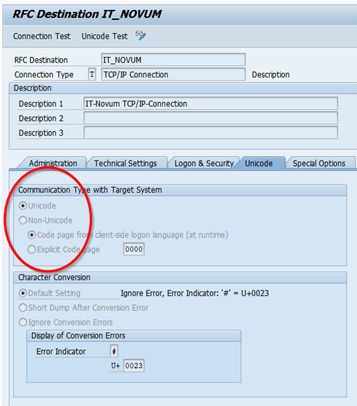 RFC Destination IT_NOVUM
Connection Test Unicode Test
RFC Destination IT_NOVUM
Connection Type T TCP/IP Connection Description
Description
Description 1 IT-Novum TCP/IP-Connection
Description 2
Description 3
Administration Technical Settings Logon & Security Unicode Special Options
Communication Type with Target System
Unicode
Non-Unicode
Code page from client-side logon language (at runtime)
Explicit Code page 0000
Character Conversion
Default Setting Ignore Error, Error Indicator: '#' = U+0023
Short Dump After Conversion Error
Ignore Conversion Errors
Display of Conversion Errors
Error Indicator #
U+ 0023